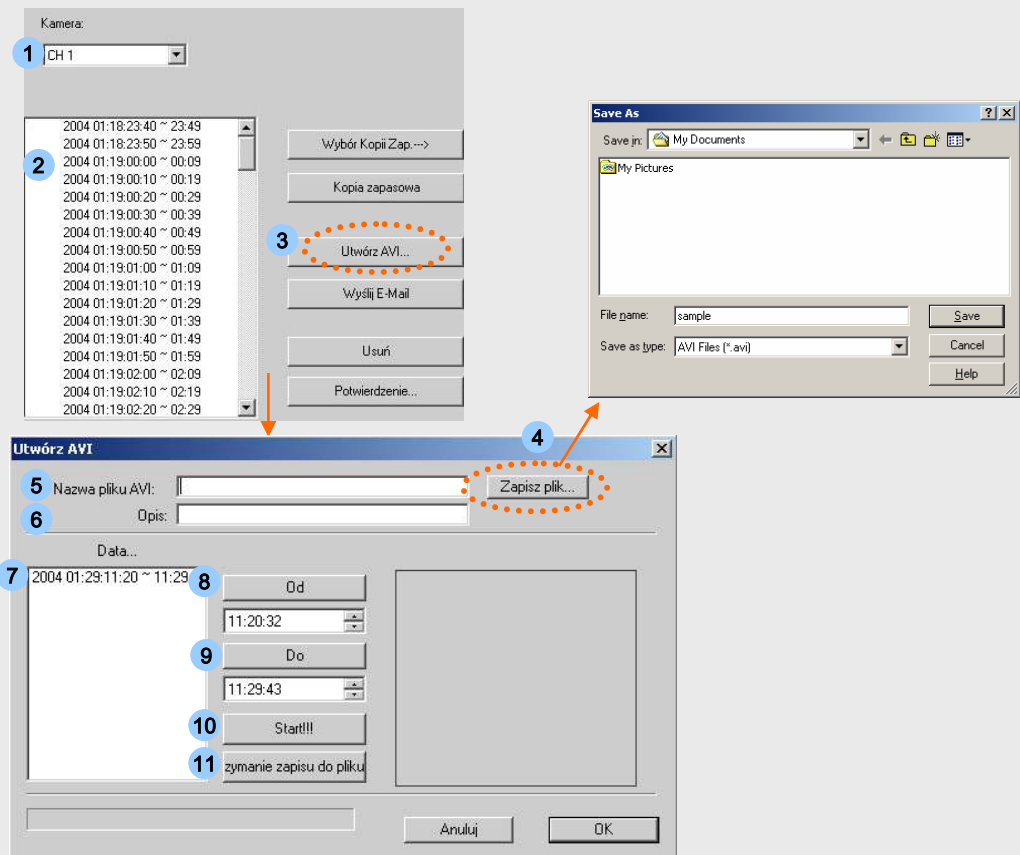 Kamera:
1
CH 1
2
2004 01:18:23:40 ~ 23:49
2004 01:18:23:50 ~ 23:59
2004 01:19:00:00 ~ 00:09
2004 01:19:00:10 ~ 00:19
2004 01:19:00:20 ~ 00:29
2004 01:19:00:30 ~ 00:39
2004 01:19:00:40 ~ 00:49
2004 01:19:00:50 ~ 00:59
2004 01:19:01:00 ~ 01:09
2004 01:19:01:10 ~ 01:19
2004 01:19:01:20 ~ 01:29
2004 01:19:01:30 ~ 01:39
2004 01:19:01:40 ~ 01:49
2004 01:19:01:50 ~ 01:59
2004 01:19:02:00 ~ 02:09
2004 01:19:02:10 ~ 02:19
2004 01:19:02:20 ~ 02:29
Wybór Kopii Zap.--->
Kopia zapasowa
3
Utwórz AVI...
Wyślij E-Mail
Usuń
Potwierdzenie...
Save As
Save in:
My Documents
My Pictures
File name:
sample
Save
Save as type:
AVI Files (*.avi)
Cancel
Help
Utwórz AVI
4
5
Nazwa pliku AVI:
Zapisz plik...
6
Opis:
Data...
7
2004 01:29:11:20 ~ 11:29
8
Od
11:20:32
9
Do
11:29:43
10
Start!!!
11
zymanie zapisu do pliku
Anuluj
OK